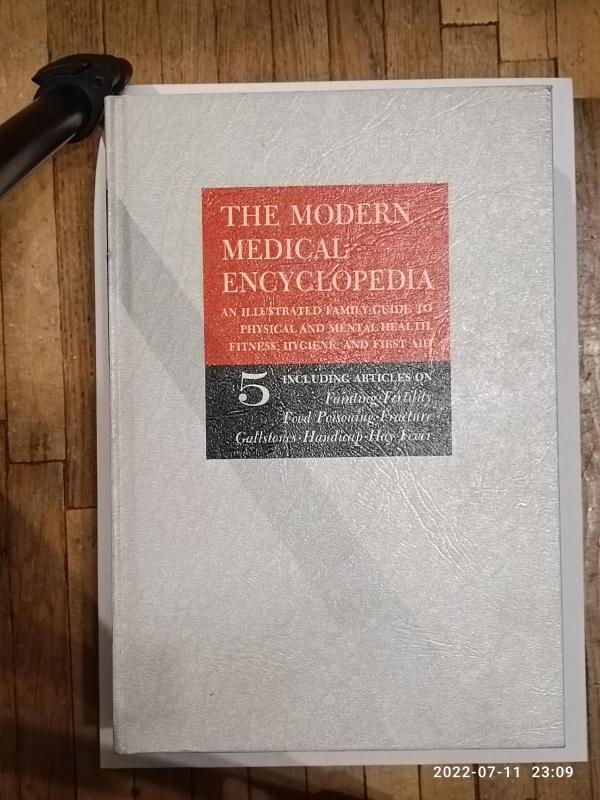 THE MODERN
MEDICAL
ENCYCLOPEDIA
AN ILLUSTRATED FAMILY GUIDE TO
PHYSICAL AND MENTAL HEALTH,
FITNESS, HYGIENE, AND FIRST AID
5 INCLUDING ARTICLES ON
Fainting·Fertility
Food Poisoning·Fracture
Gallstones·Handicap·Hay Fever
2022-07-11 23:09